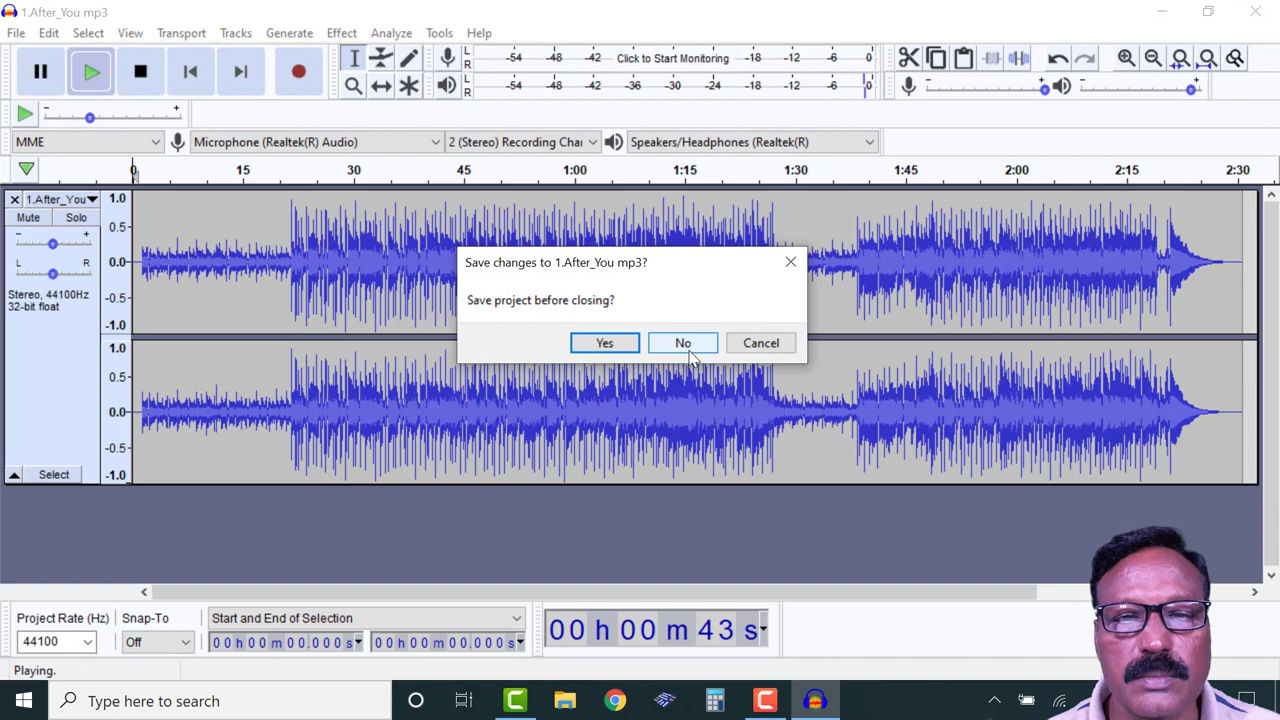 1.After_You mp3
File Edit Select View Transport Tracks Generate Effect Analyze Tools Help
L R -54 -48 -42 Click to Start Monitoring -18 -12 -6 0
L R -54 -48 -42 -36 -30 -24 -18 -12 -6 0
- + - +
- +
MME Microphone (Realtek(R) Audio) 2 (Stereo) Recording Char Speakers/Headphones (Realtek(R)
0 15 30 45 1:00 1:15 1:30 1:45 2:00 2:15 2:30
1.After_You
Mute Solo
- +
L R
Stereo, 44100Hz
32-bit float
1.0
0.5
0.0
-0.5
-1.0
1.0
0.5
0.0
-0.5
-1.0
Select
Save changes to 1.After_You mp3?
Save project before closing?
Yes No Cancel
Project Rate (Hz) Snap-To Start and End of Selection
44100 Off 00 h 00 m 00.000 s 00 h 00 m 00.000 s
00 h 00 m 43 s
Playing.
Type here to search